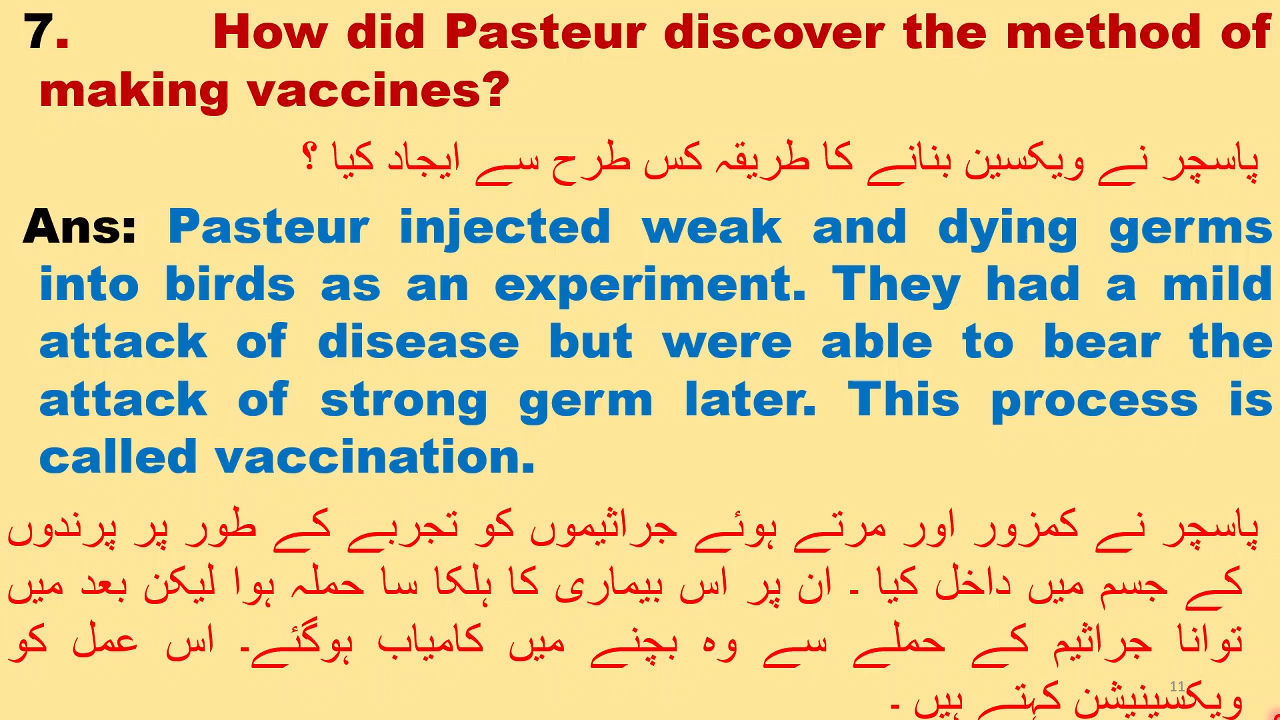 7. How did Pasteur discover the method of
making vaccines?
پاسچر نے ویکسین بنانے کا طریقہ کس طرح سے ایجاد کیا ؟
Ans: Pasteur injected weak and dying germs
into birds as an experiment. They had a mild
attack of disease but were able to bear the
attack of strong germ later. This process is
called vaccination.
پاسچر نے کمزور اور مرتے ہوئے جراثیموں کو تجربے کے طور پر پرندوں
کے جسم میں داخل کیا ۔ ان پر اس بیماری کا ہلکا سا حملہ ہوا لیکن بعد میں
توانا جراثیم کے حملے سے وہ بچنے میں کامیاب ہوگئے۔ اس عمل کو
ویکسینیشن کہتے ہیں ۔
11